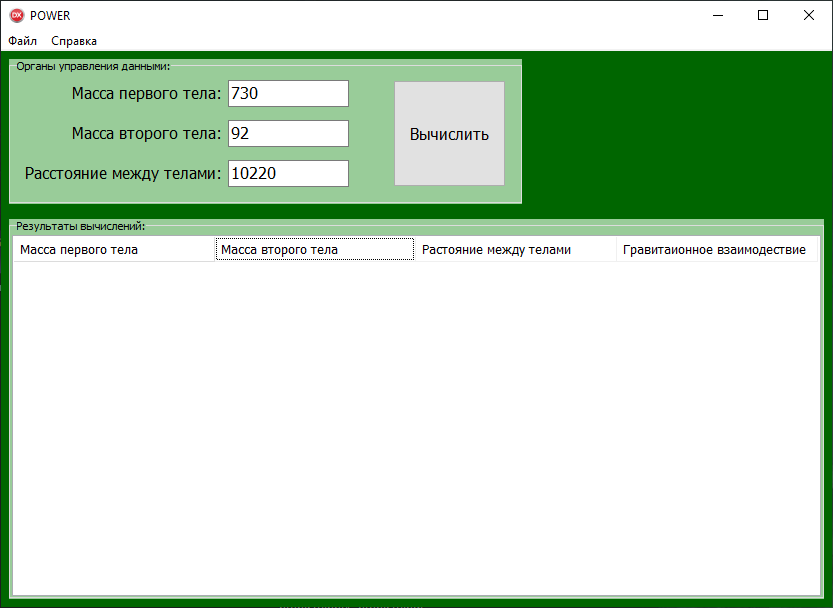 DX POWER
Файл Справка
Органы управления данными:
Масса первого тела: 730
Масса второго тела: 92
Расстояние между телами: 10220
Вычислить
Результаты вычислений:
Масса первого тела Масса второго тела Растояние между телами Гравитаионное взаимодествие